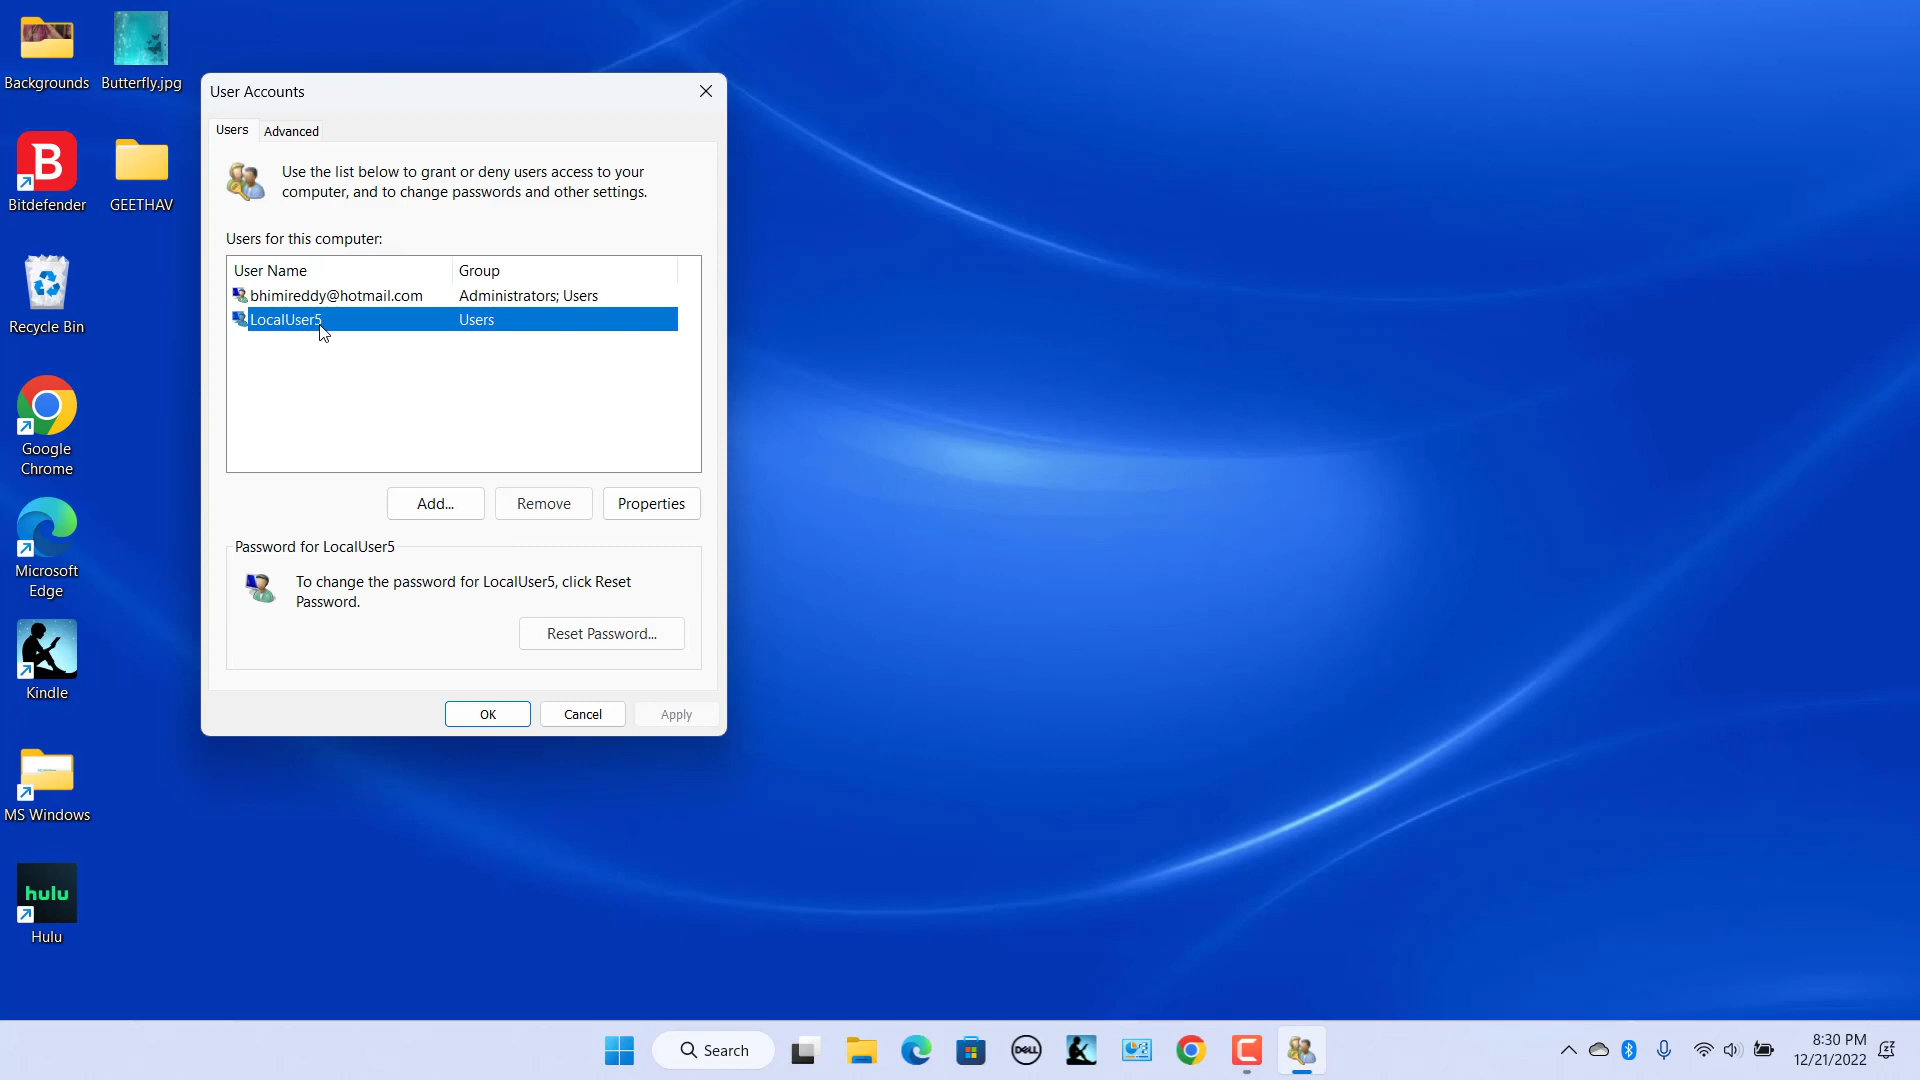 Backgrounds
Butterfly.jpg
B
Bitdefender
GEETHAV
Recycle Bin
Google
Chrome
Microsoft
Edge
Kindle
MS Windows
hulu
Hulu
User Accounts
Users
Advanced
Use the list below to grant or deny users access to your
computer, and to change passwords and other settings.
Users for this computer:
User Name Group
bhimireddy@hotmail.com Administrators; Users
LocalUser5 Users
Add... Remove Properties
Password for LocalUser5
To change the password for LocalUser5, click Reset
Password.
Reset Password...
OK Cancel Apply
Search
DELL
8:30 PM
12/21/2022